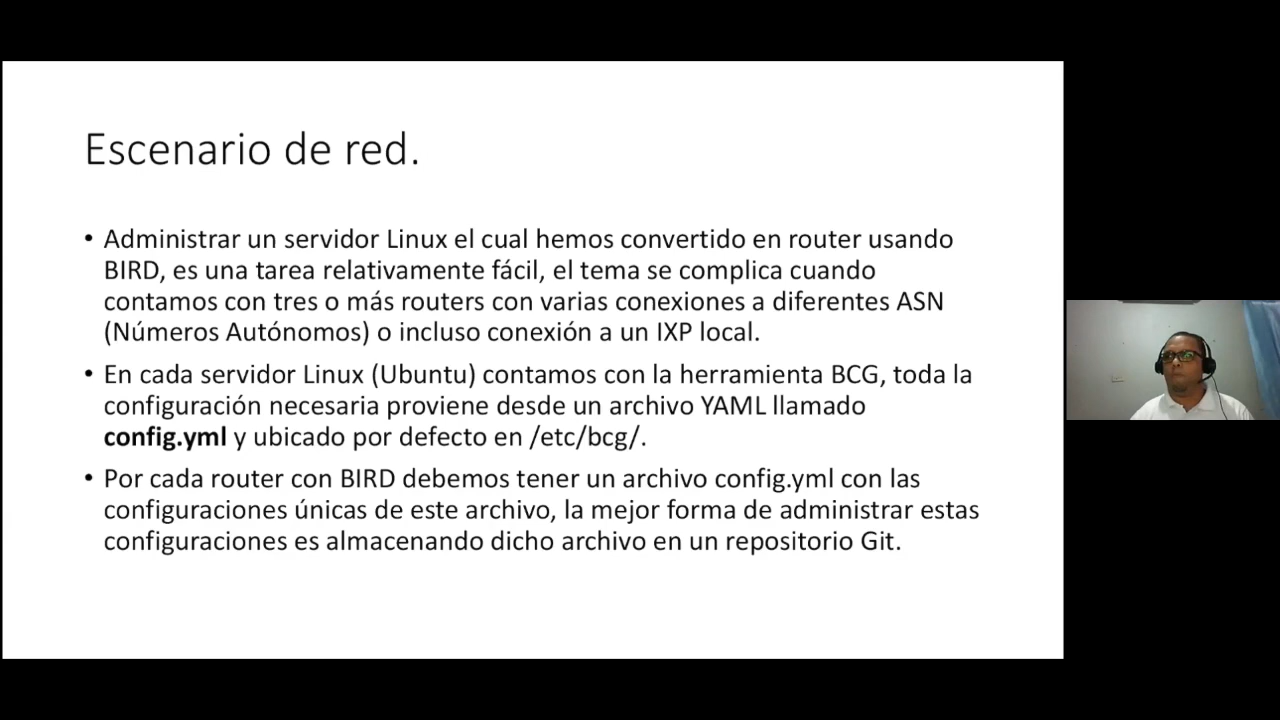 Escenario de red.
• Administrar un servidor Linux el cual hemos convertido en router usando
BIRD, es una tarea relativamente fácil, el tema se complica cuando
contamos con tres o más routers con varias conexiones a diferentes ASN
(Números Autónomos) o incluso conexión a un IXP local.
• En cada servidor Linux (Ubuntu) contamos con la herramienta BCG, toda la
configuración necesaria proviene desde un archivo YAML llamado
config.yml y ubicado por defecto en /etc/bcg/.
• Por cada router con BIRD debemos tener un archivo config.yml con las
configuraciones únicas de este archivo, la mejor forma de administrar estas
configuraciones es almacenando dicho archivo en un repositorio Git.